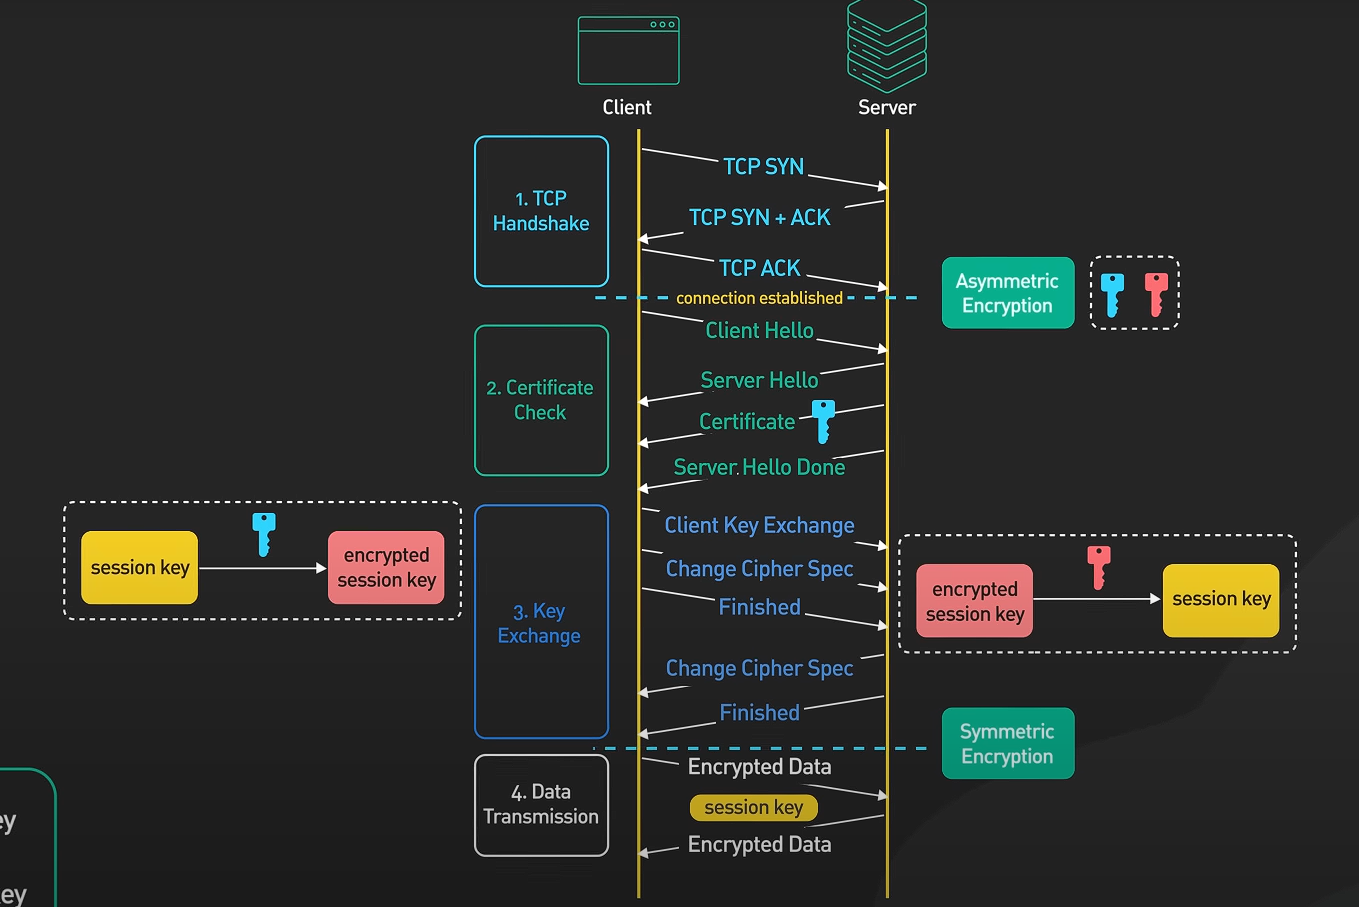 Client
Server
1. TCP
Handshake
TCP SYN
TCP SYN + ACK
TCP ACK
connection established
Asymmetric
Encryption
2. Certificate
Check
Client Hello
Server Hello
Certificate
Server Hello Done
session key
encrypted
session key
3. Key
Exchange
Client Key Exchange
Change Cipher Spec
Finished
Change Cipher Spec
Finished
encrypted
session key
session key
Symmetric
Encryption
4. Data
Transmission
Encrypted Data
session key
Encrypted Data
ey
key